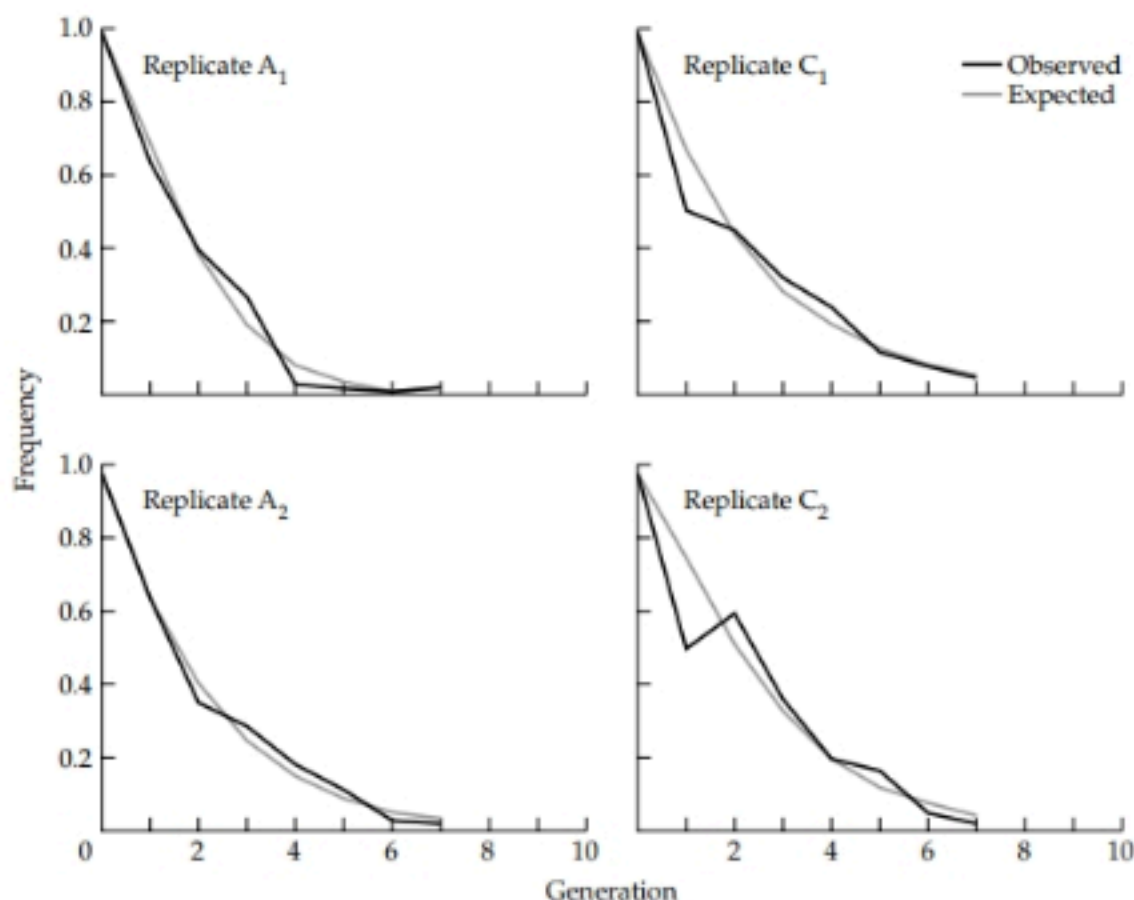 1.0
Replicate A1
Replicate C1
Observed
Expected
0.8
0.6
0.4
0.2
Frequency
1.0
Replicate A2
Replicate C2
0.8
0.6
0.4
0.2
0 2 4 6 8 10 2 4 6 8 10
Generation